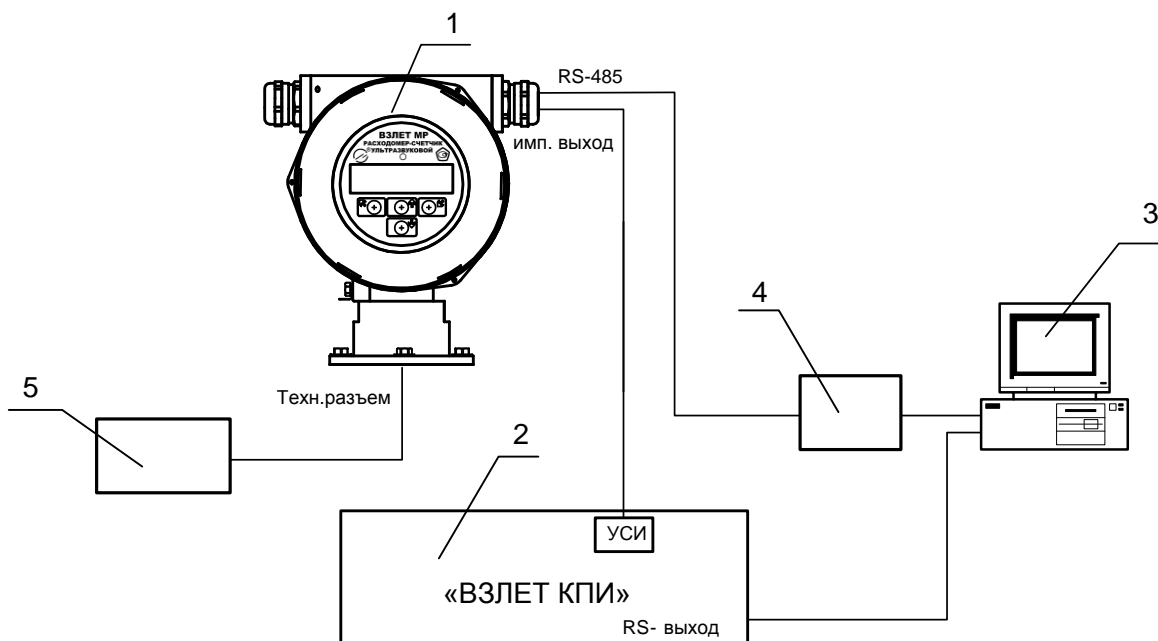 1
RS-485
ВЗЛЕТ МР
РАСХОДОМЕР-СЧЕТЧИК
УЛЬТРАЗВУКОВОЙ
имп. выход
3
4
5
Техн.разъем
2
УСИ
«ВЗЛЕТ КПИ»
RS- выход